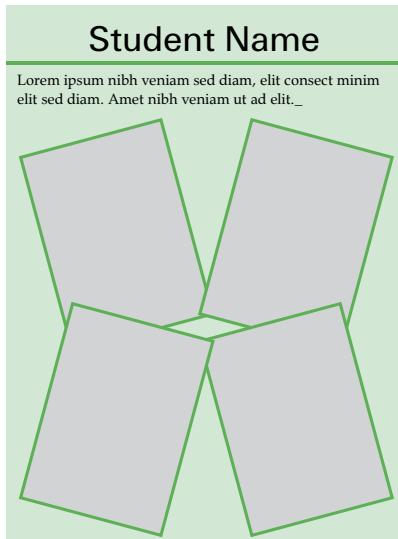 Student Name
Lorem ipsum nibh veniam sed diam, elit consect minim
elit sed diam. Amet nibh veniam ut ad elit._